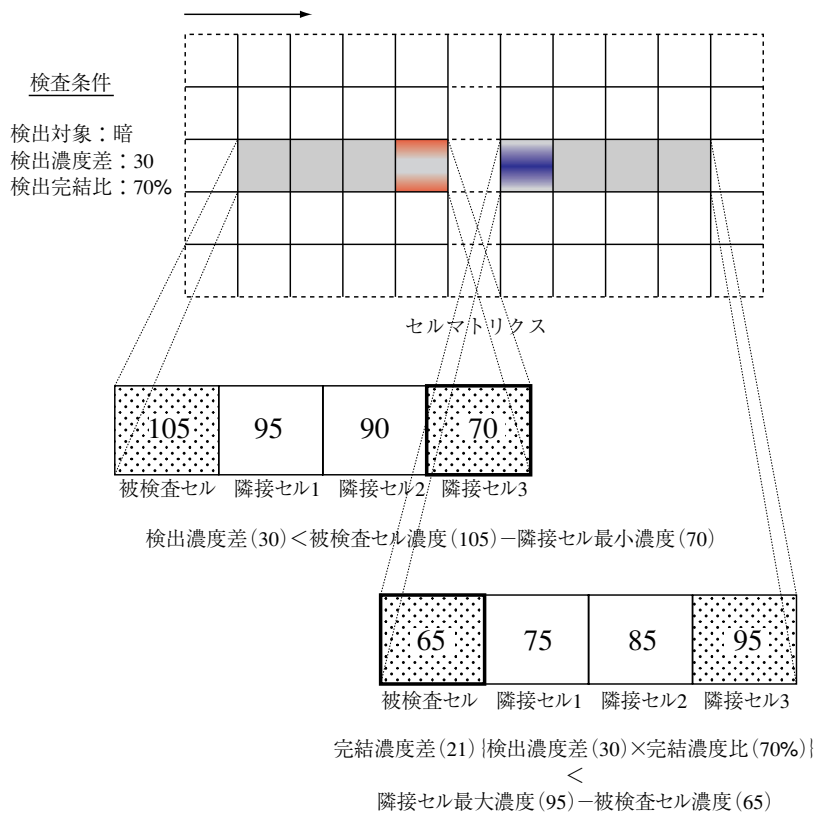 検査条件
検出対象：暗
検出濃度差：30
検出完結比：70%
セルマトリクス
105 95 90 70
被検査セル 隣接セル1 隣接セル2 隣接セル3
検出濃度差（30）＜被検査セル濃度（105）−隣接セル最小濃度（70）
65 75 85 95
被検査セル 隣接セル1 隣接セル2 隣接セル3
完結濃度差（21）{検出濃度差（30）×完結濃度比（70%）}
＜
隣接セル最大濃度（95）−被検査セル濃度（65）